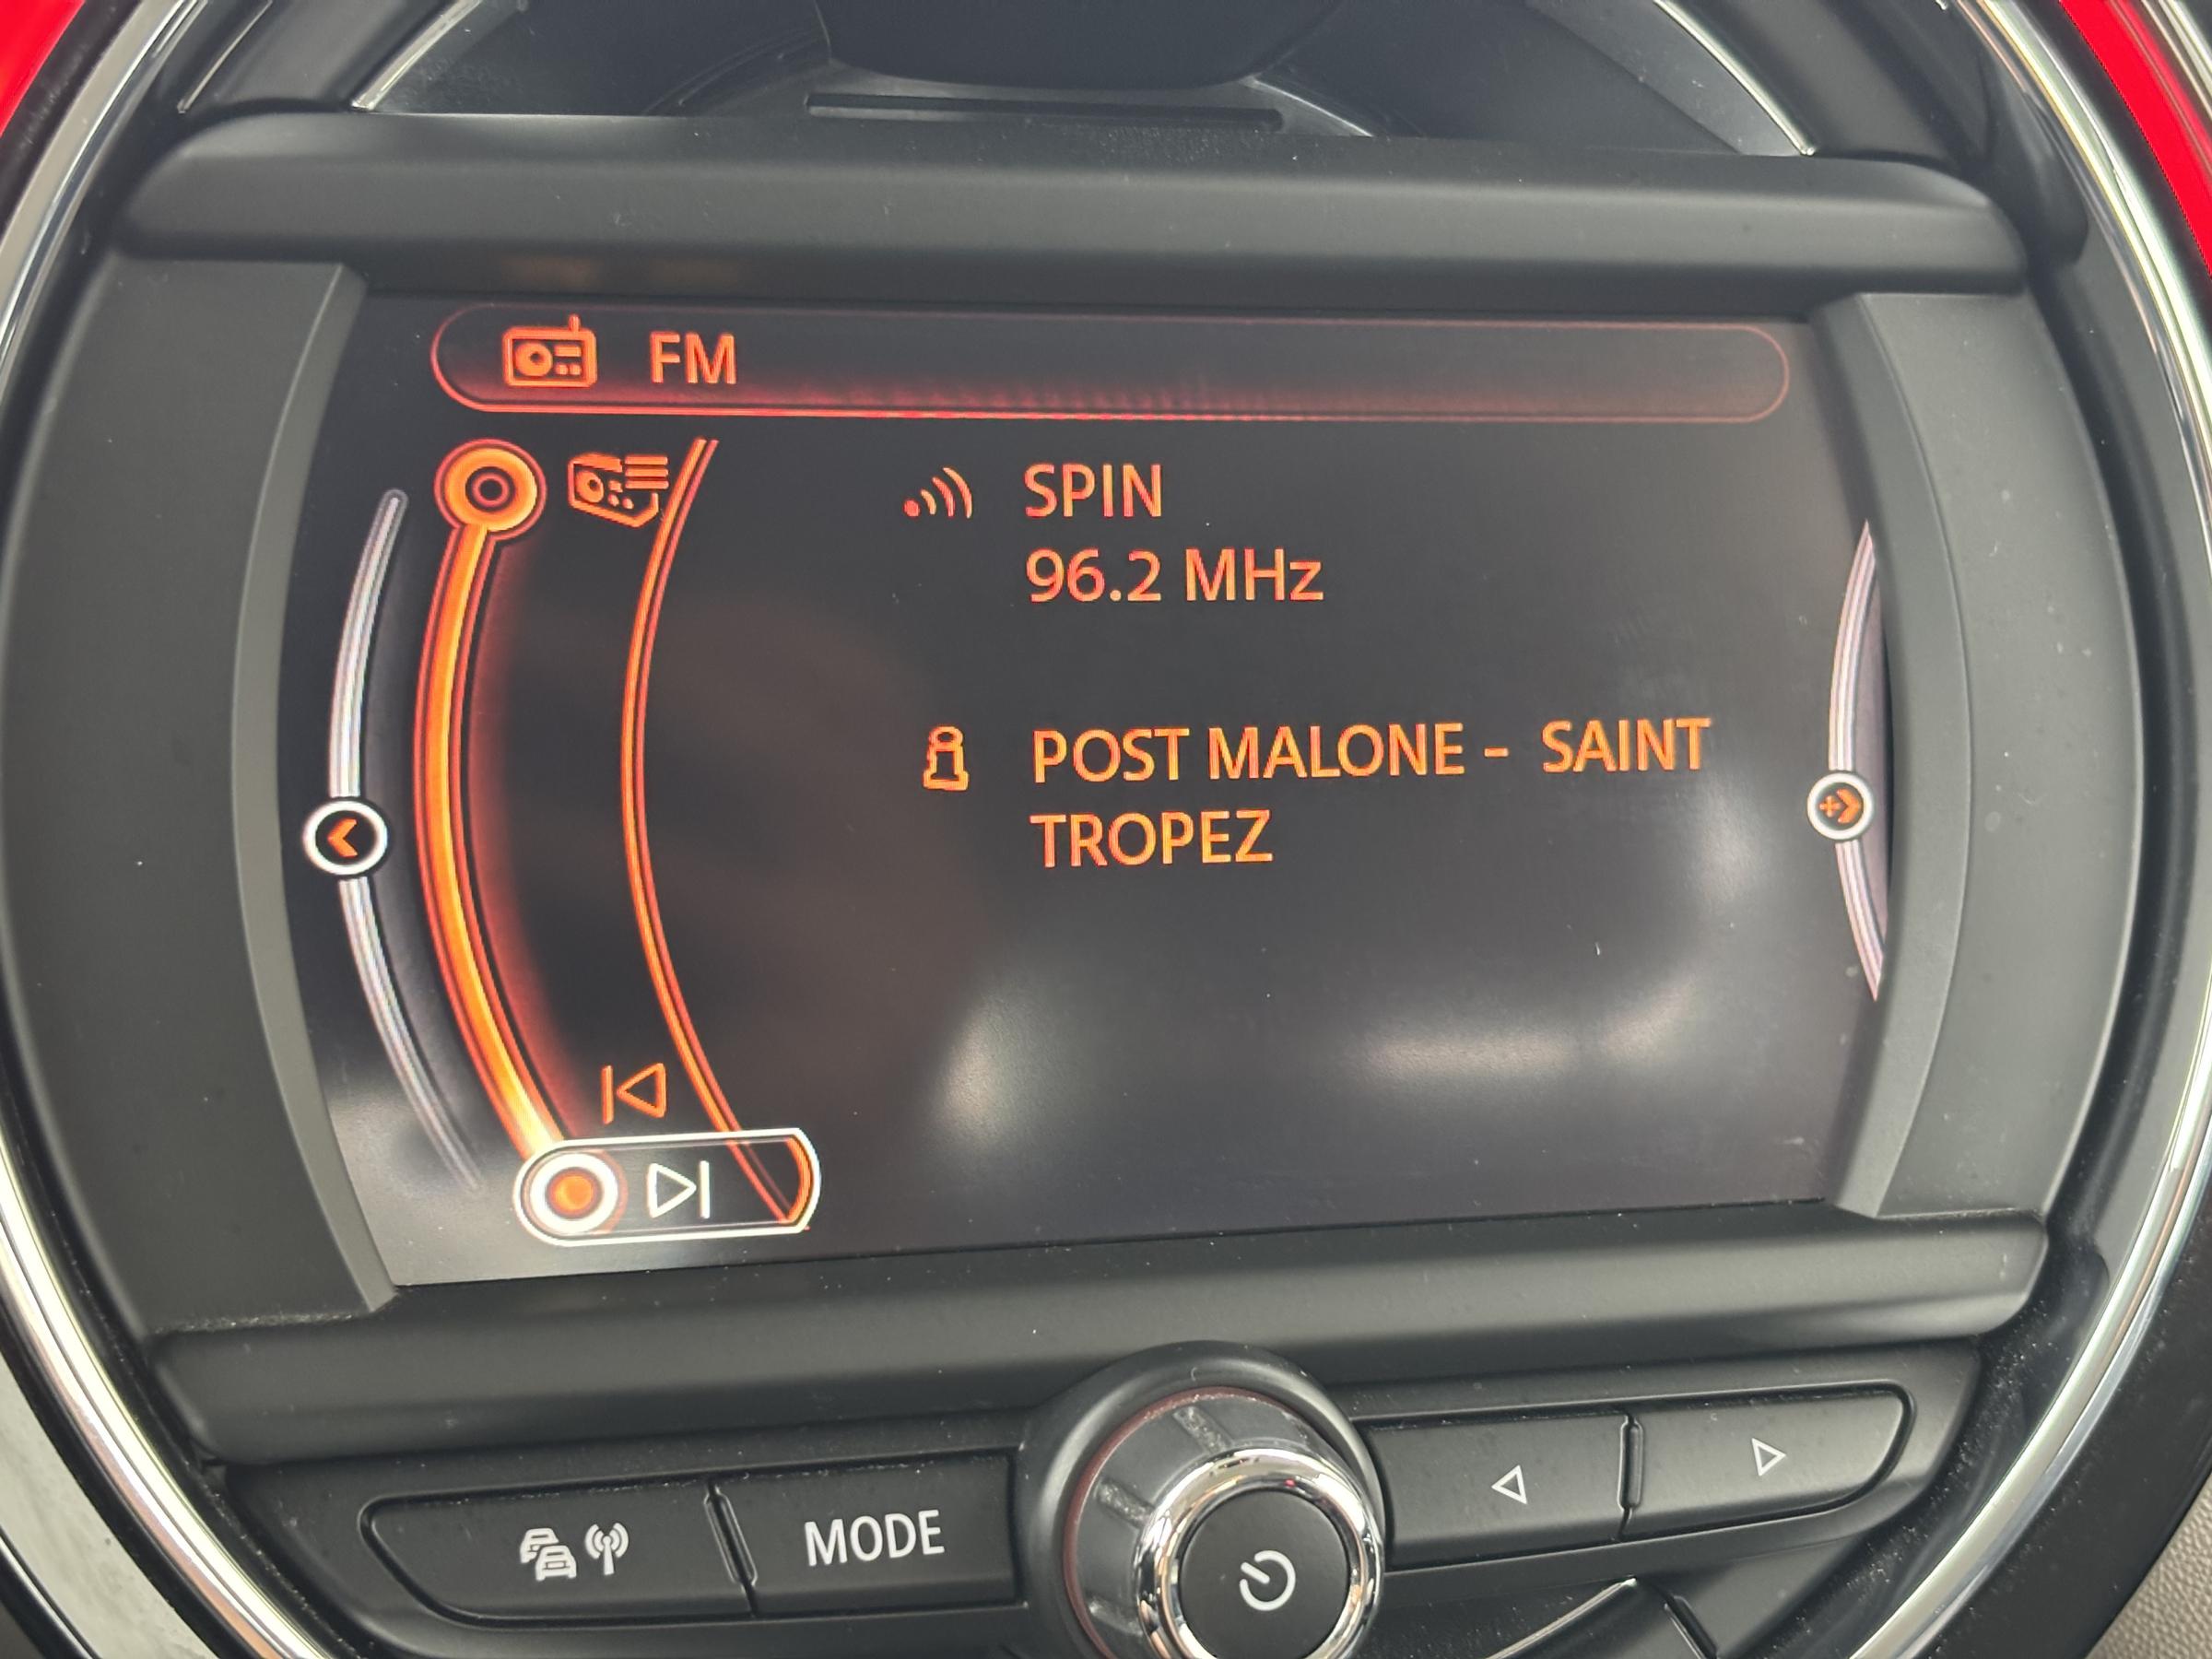 FM
SPIN
96.2 MHz
POST MALONE - SAINT
TROPEZ
MODE